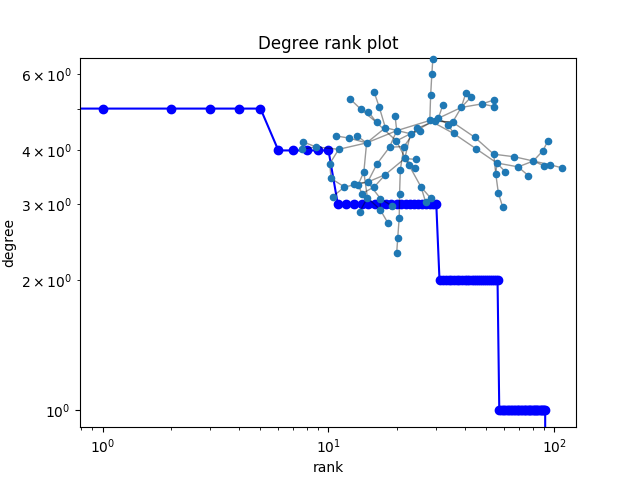 Degree rank plot
degree
6 × 10⁰
4 × 10⁰
3 × 10⁰
2 × 10⁰
10⁰
10⁰ 10¹ 10²
rank